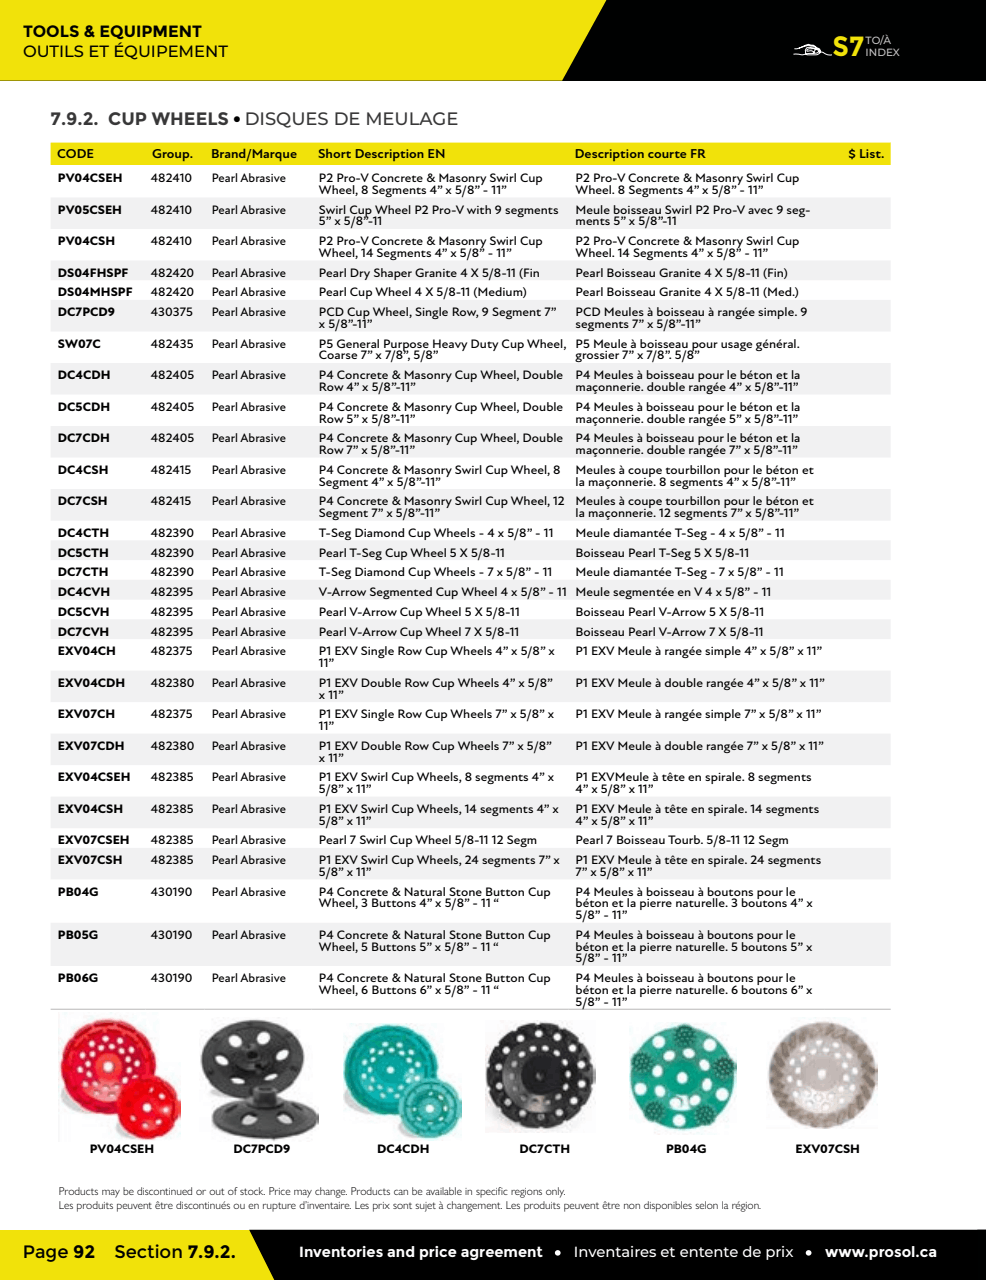 TOOLS & EQUIPMENT
OUTILS ET ÉQUIPEMENT
S7 TO/À
INDEX
7.9.2. CUP WHEELS • DISQUES DE MEULAGE
CODE Group. Brand/Marque Short Description EN Description courte FR $ List.
PV04CSEH 482410 Pearl Abrasive P2 Pro-V Concrete & Masonry Swirl Cup P2 Pro-V Concrete & Masonry Swirl Cup
Wheel, 8 Segments 4” x 5/8” - 11” Wheel. 8 Segments 4” x 5/8” - 11”
PV05CSEH 482410 Pearl Abrasive Swirl Cup Wheel P2 Pro-V with 9 segments Meule boisseau Swirl P2 Pro-V avec 9 seg-
5” x 5/8”-11 ments 5” x 5/8”-11
PV04CSH 482410 Pearl Abrasive P2 Pro-V Concrete & Masonry Swirl Cup P2 Pro-V Concrete & Masonry Swirl Cup
Wheel, 14 Segments 4” x 5/8” - 11” Wheel. 14 Segments 4” x 5/8” - 11”
DS04FHSPF 482420 Pearl Abrasive Pearl Dry Shaper Granite 4 X 5/8-11 (Fin Pearl Boisseau Granite 4 X 5/8-11 (Fin)
DS04MHSPF 482420 Pearl Abrasive Pearl Cup Wheel 4 X 5/8-11 (Medium) Pearl Boisseau Granite 4 X 5/8-11 (Med.)
DC7PCD9 430375 Pearl Abrasive PCD Cup Wheel, Single Row, 9 Segment 7” PCD Meules à boisseau à rangée simple. 9
x 5/8”-11” segments 7” x 5/8”-11”
SW07C 482435 Pearl Abrasive P5 General Purpose Heavy Duty Cup Wheel, P5 Meule à boisseau pour usage général.
Coarse 7” x 7/8”, 5/8” grossier 7” x 7/8”. 5/8”
DC4CDH 482405 Pearl Abrasive P4 Concrete & Masonry Cup Wheel, Double P4 Meules à boisseau pour le béton et la
Row 4” x 5/8”-11” maçonnerie. double rangée 4” x 5/8”-11”
DC5CDH 482405 Pearl Abrasive P4 Concrete & Masonry Cup Wheel, Double P4 Meules à boisseau pour le béton et la
Row 5” x 5/8”-11” maçonnerie. double rangée 5” x 5/8”-11”
DC7CDH 482405 Pearl Abrasive P4 Concrete & Masonry Cup Wheel, Double P4 Meules à boisseau pour le béton et la
Row 7” x 5/8”-11” maçonnerie. double rangée 7” x 5/8”-11”
DC4CSH 482415 Pearl Abrasive P4 Concrete & Masonry Swirl Cup Wheel, 8 Meules à coupe tourbillon pour le béton et
Segment 4” x 5/8”-11” la maçonnerie. 8 segments 4” x 5/8”-11”
DC7CSH 482415 Pearl Abrasive P4 Concrete & Masonry Swirl Cup Wheel, 12 Meules à coupe tourbillon pour le béton et
Segment 7” x 5/8”-11” la maçonnerie. 12 segments 7” x 5/8”-11”
DC4CTH 482390 Pearl Abrasive T-Seg Diamond Cup Wheels - 4 x 5/8” - 11 Meule diamantée T-Seg - 4 x 5/8” - 11
DC5CTH 482390 Pearl Abrasive Pearl T-Seg Cup Wheel 5 X 5/8-11 Boisseau Pearl T-Seg 5 X 5/8-11
DC7CTH 482390 Pearl Abrasive T-Seg Diamond Cup Wheels - 7 x 5/8” - 11 Meule diamantée T-Seg - 7 x 5/8” - 11
DC4CVH 482395 Pearl Abrasive V-Arrow Segmented Cup Wheel 4 x 5/8” - 11 Meule segmentée en V 4 x 5/8” - 11
DC5CVH 482395 Pearl Abrasive Pearl V-Arrow Cup Wheel 5 X 5/8-11 Boisseau Pearl V-Arrow 5 X 5/8-11
DC7CVH 482395 Pearl Abrasive Pearl V-Arrow Cup Wheel 7 X 5/8-11 Boisseau Pearl V-Arrow 7 X 5/8-11
EXV04CH 482375 Pearl Abrasive P1 EXV Single Row Cup Wheels 4” x 5/8” x P1 EXV Meule à rangée simple 4” x 5/8” x 11”
11”
EXV04CDH 482380 Pearl Abrasive P1 EXV Double Row Cup Wheels 4” x 5/8” P1 EXV Meule à double rangée 4” x 5/8” x 11”
x 11”
EXV07CH 482375 Pearl Abrasive P1 EXV Single Row Cup Wheels 7” x 5/8” x P1 EXV Meule à rangée simple 7” x 5/8” x 11”
11”
EXV07CDH 482380 Pearl Abrasive P1 EXV Double Row Cup Wheels 7” x 5/8” P1 EXV Meule à double rangée 7” x 5/8” x 11”
x 11”
EXV04CSEH 482385 Pearl Abrasive P1 EXV Swirl Cup Wheels, 8 segments 4” x P1 EXVMeule à tête en spirale. 8 segments
5/8” x 11” 4” x 5/8” x 11”
EXV04CSH 482385 Pearl Abrasive P1 EXV Swirl Cup Wheels, 14 segments 4” x P1 EXV Meule à tête en spirale. 14 segments
5/8” x 11” 4” x 5/8” x 11”
EXV07CSEH 482385 Pearl Abrasive Pearl 7 Swirl Cup Wheel 5/8-11 12 Segm Pearl 7 Boisseau Tourb. 5/8-11 12 Segm
EXV07CSH 482385 Pearl Abrasive P1 EXV Swirl Cup Wheels, 24 segments 7” x P1 EXV Meule à tête en spirale. 24 segments
5/8” x 11” 7” x 5/8” x 11”
PB04G 430190 Pearl Abrasive P4 Concrete & Natural Stone Button Cup P4 Meules à boisseau à boutons pour le
Wheel, 3 Buttons 4” x 5/8” - 11 “ béton et la pierre naturelle. 3 boutons 4” x
5/8” - 11”
PB05G 430190 Pearl Abrasive P4 Concrete & Natural Stone Button Cup P4 Meules à boisseau à boutons pour le
Wheel, 5 Buttons 5” x 5/8” - 11 “ béton et la pierre naturelle. 5 boutons 5” x
5/8” - 11”
PB06G 430190 Pearl Abrasive P4 Concrete & Natural Stone Button Cup P4 Meules à boisseau à boutons pour le
Wheel, 6 Buttons 6” x 5/8” - 11 “ béton et la pierre naturelle. 6 boutons 6” x
5/8” - 11”
PV04CSEH DC7PCD9 DC4CDH DC7CTH PB04G EXV07CSH
Products may be discontinued or out of stock. Price may change. Products can be available in specific regions only.
Les produits peuvent être discontinués ou en rupture d’inventaire. Les prix sont sujet à changement. Les produits peuvent être non disponibles selon la région.
Page 92 Section 7.9.2. Inventories and price agreement • Inventaires et entente de prix • www.prosol.ca